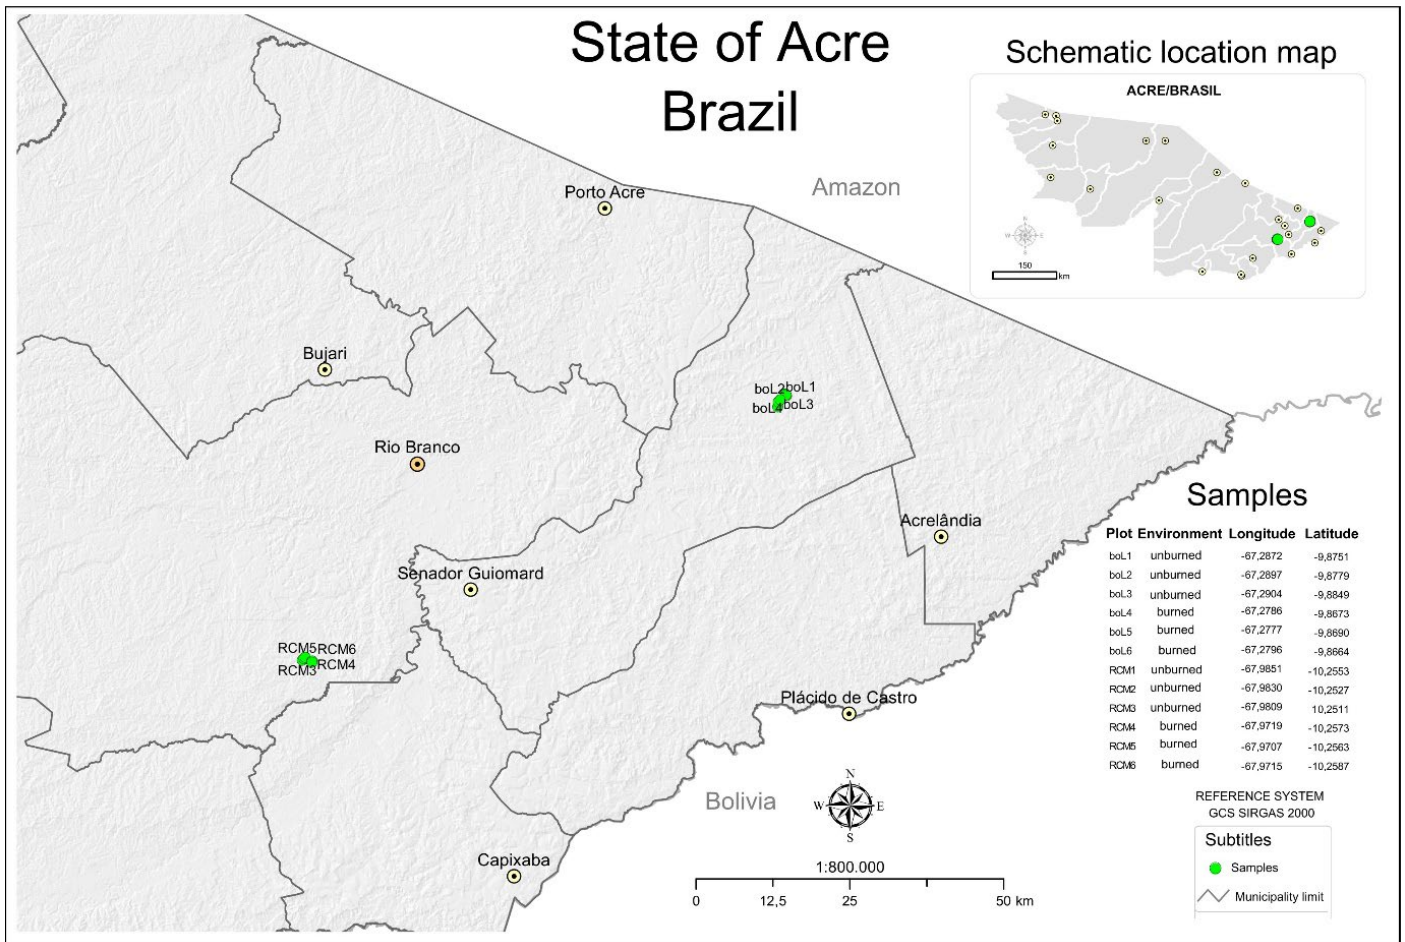 State of Acre
Brazil
Schematic location map
ACRE/BRASIL
N
W E
S
150
km
Amazon
Porto Acre
Bujari
boL2 boL1
boL4 boL3
Rio Branco
Acrelândia
Senador Guiomard
RCM5 RCM6
RCM3 RCM4
Plácido de Castro
Bolivia
Capixaba
N
W E
S
1:800.000
0 12,5 25 50 km
Samples
Plot Environment Longitude Latitude
boL1 unburned -67,2872 -9,8751
boL2 unburned -67,2897 -9,8779
boL3 unburned -67,2904 -9,8849
boL4 burned -67,2786 -9,8673
boL5 burned -67,2777 -9,8690
boL6 burned -67,2796 -9,8664
RCM1 unburned -67,9851 -10,2553
RCM2 unburned -67,9830 -10,2527
RCM3 unburned -67,9809 10,2511
RCM4 burned -67,9719 -10,2573
RCM5 burned -67,9707 -10,2563
RCM6 burned -67,9715 -10,2587
REFERENCE SYSTEM
GCS SIRGAS 2000
Subtitles
Samples
Municipality limit